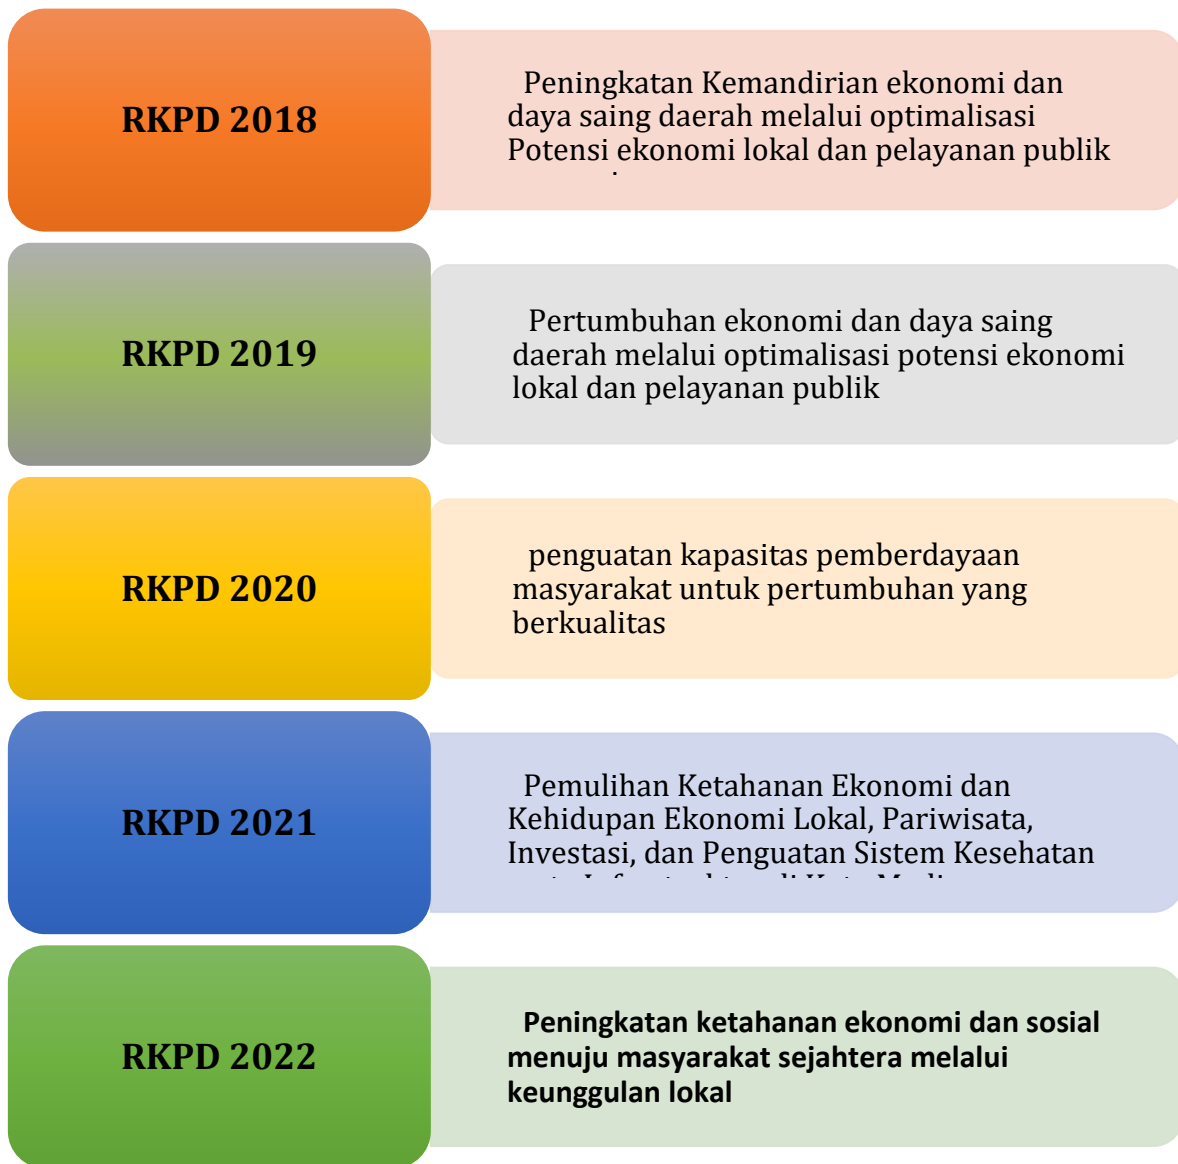 RKPD 2018
Peningkatan Kemandirian ekonomi dan
daya saing daerah melalui optimalisasi
Potensi ekonomi lokal dan pelayanan publik
RKPD 2019
Pertumbuhan ekonomi dan daya saing
daerah melalui optimalisasi potensi ekonomi
lokal dan pelayanan publik
RKPD 2020
penguatan kapasitas pemberdayaan
masyarakat untuk pertumbuhan yang
berkualitas
RKPD 2021
Pemulihan Ketahanan Ekonomi dan
Kehidupan Ekonomi Lokal, Pariwisata,
Investasi, dan Penguatan Sistem Kesehatan
RKPD 2022
Peningkatan ketahanan ekonomi dan sosial
menuju masyarakat sejahtera melalui
keunggulan lokal